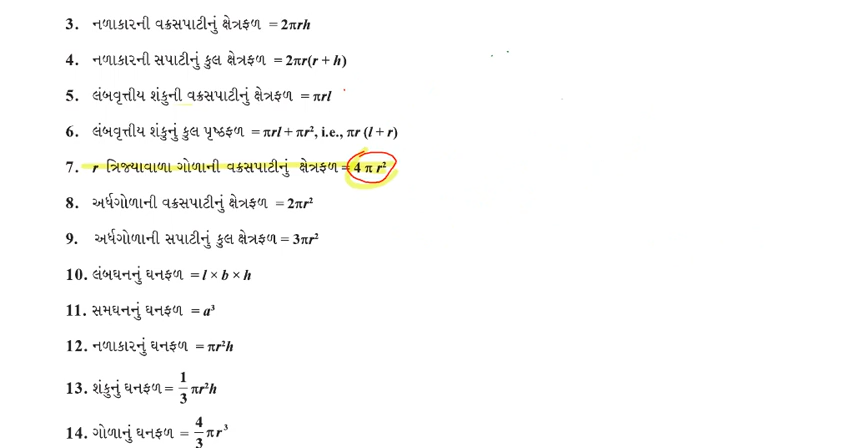 3. નળાકારની વક્રસપાટીનું ક્ષેત્રફળ = 2πrh
4. નળાકારની સપાટીનું કુલ ક્ષેત્રફળ = 2πr(r + h)
5. લંબવૃત્તીય શંકુની વક્રસપાટીનું ક્ષેત્રફળ = πrl
6. લંબવૃત્તીય શંકુનું કુલ પૃષ્ઠફળ = πrl + πr², i.e., πr (l + r)
7. r ત્રિજ્યાવાળા ગોળાની વક્રસપાટીનું ક્ષેત્રફળ = 4 π r²
8. અર્ધગોળાની વક્રસપાટીનું ક્ષેત્રફળ = 2πr²
9. અર્ધગોળાની સપાટીનું કુલ ક્ષેત્રફળ = 3πr²
10. લંબઘનનું ઘનફળ = l × b × h
11. સમઘનનું ઘનફળ = a³
12. નળાકારનું ઘનફળ = πr²h
13. શંકુનું ઘનફળ = 1/3 πr²h
14. ગોળાનું ઘનફળ = 4/3 πr³